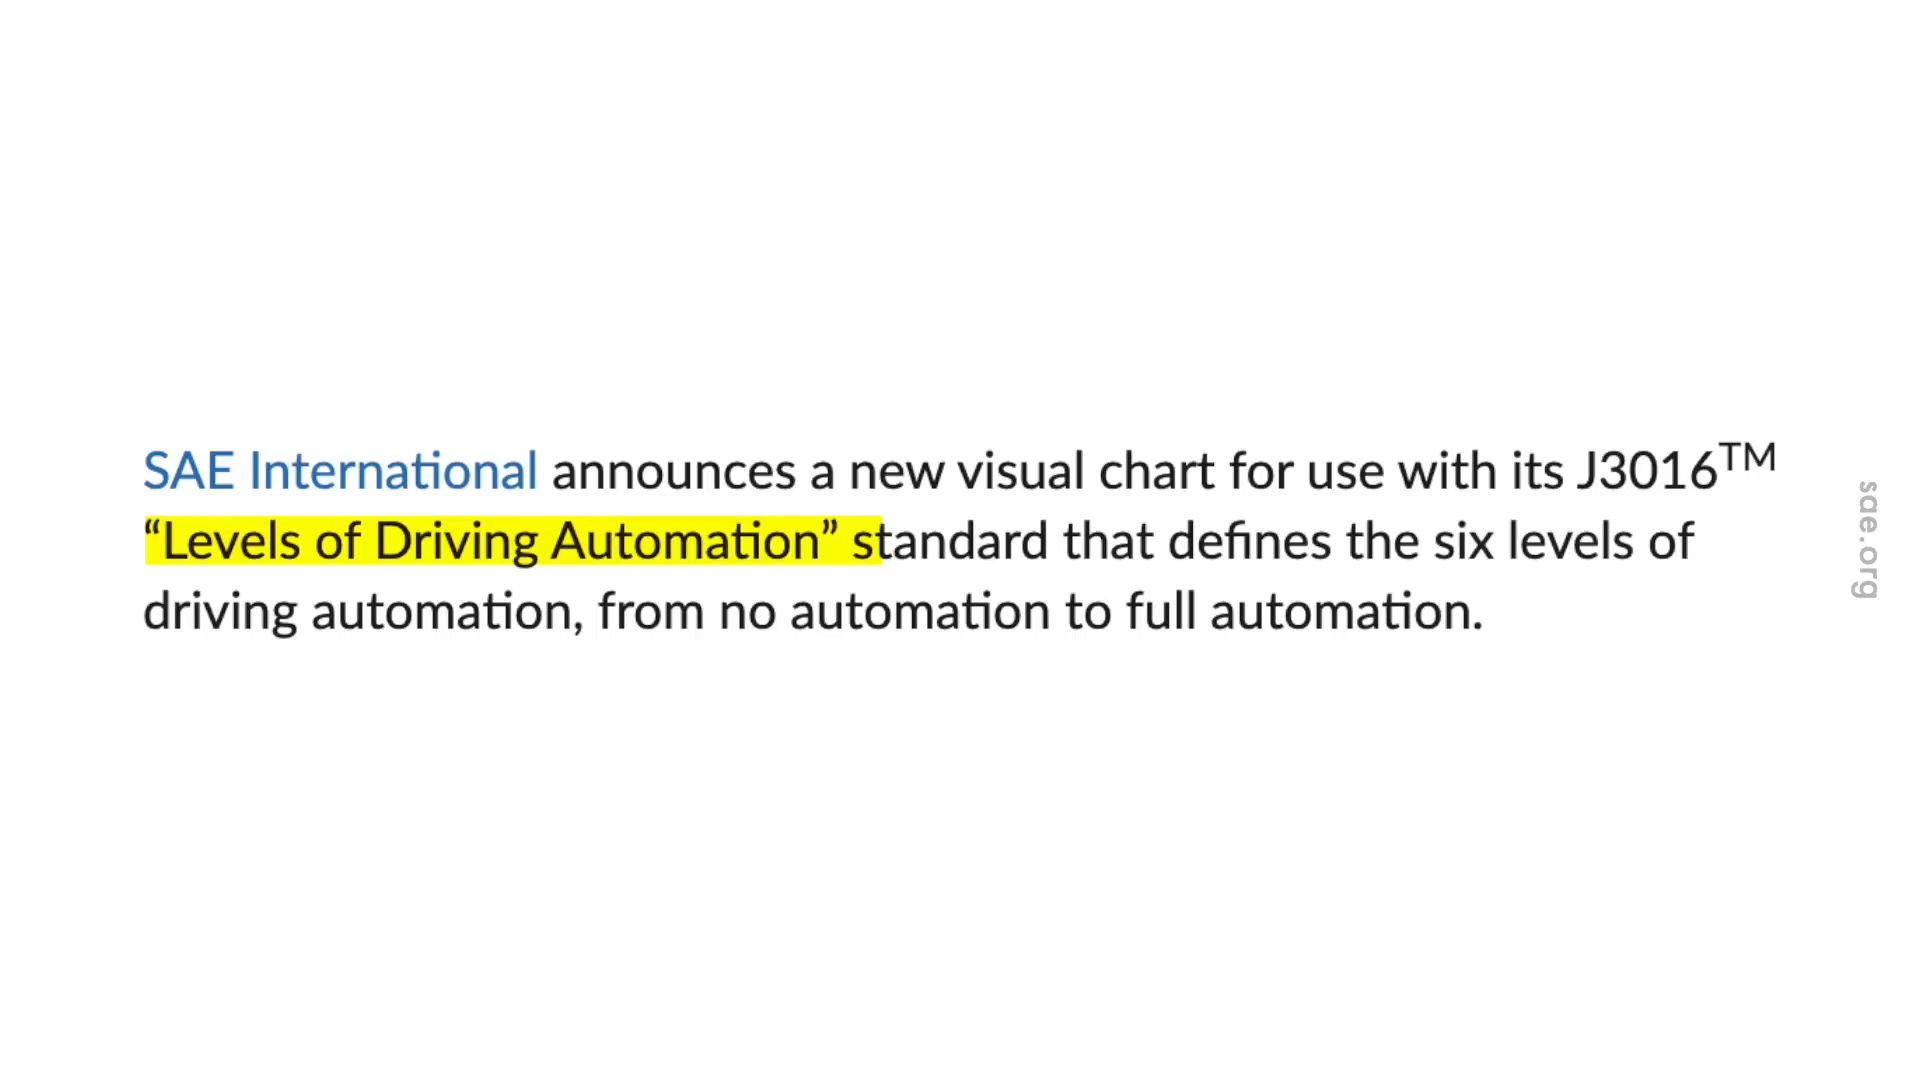 SAE International announces a new visual chart for use with its J3016™
“Levels of Driving Automation” standard that defines the six levels of
driving automation, from no automation to full automation.
sae.org